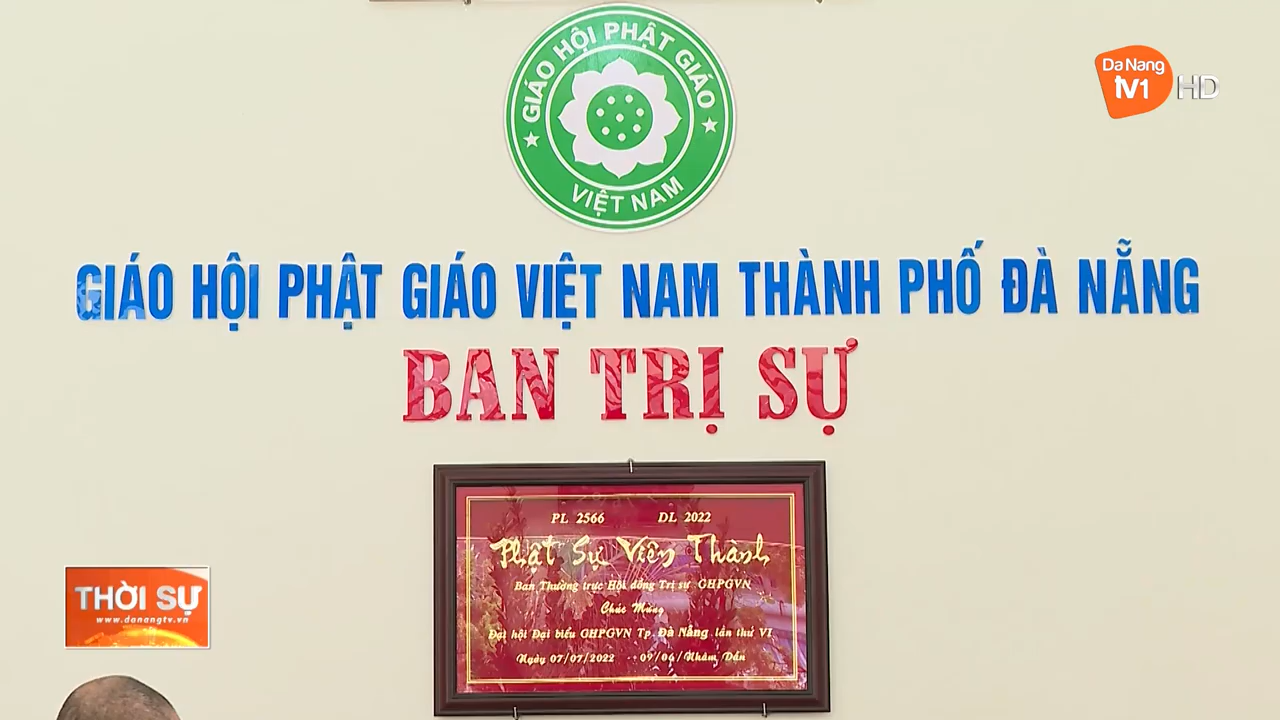 GIÁO HỘI PHẬT GIÁO
VIỆT NAM
Da Nang
TV1 HD
GIÁO HỘI PHẬT GIÁO VIỆT NAM THÀNH PHỐ ĐÀ NẴNG
BAN TRỊ SỰ
PL 2566 DL 2022
Phật Sự Viên Thành
Ban Thường trực Hội đồng Trị sự GHPGVN
Chúc Mừng
Đại hội Đại biểu GHPGVN Tp. Đà Nẵng lần thứ VI
Ngày 07/07/2022 - 09/06/Nhâm Dần
THỜI SỰ
www.danangtv.vn